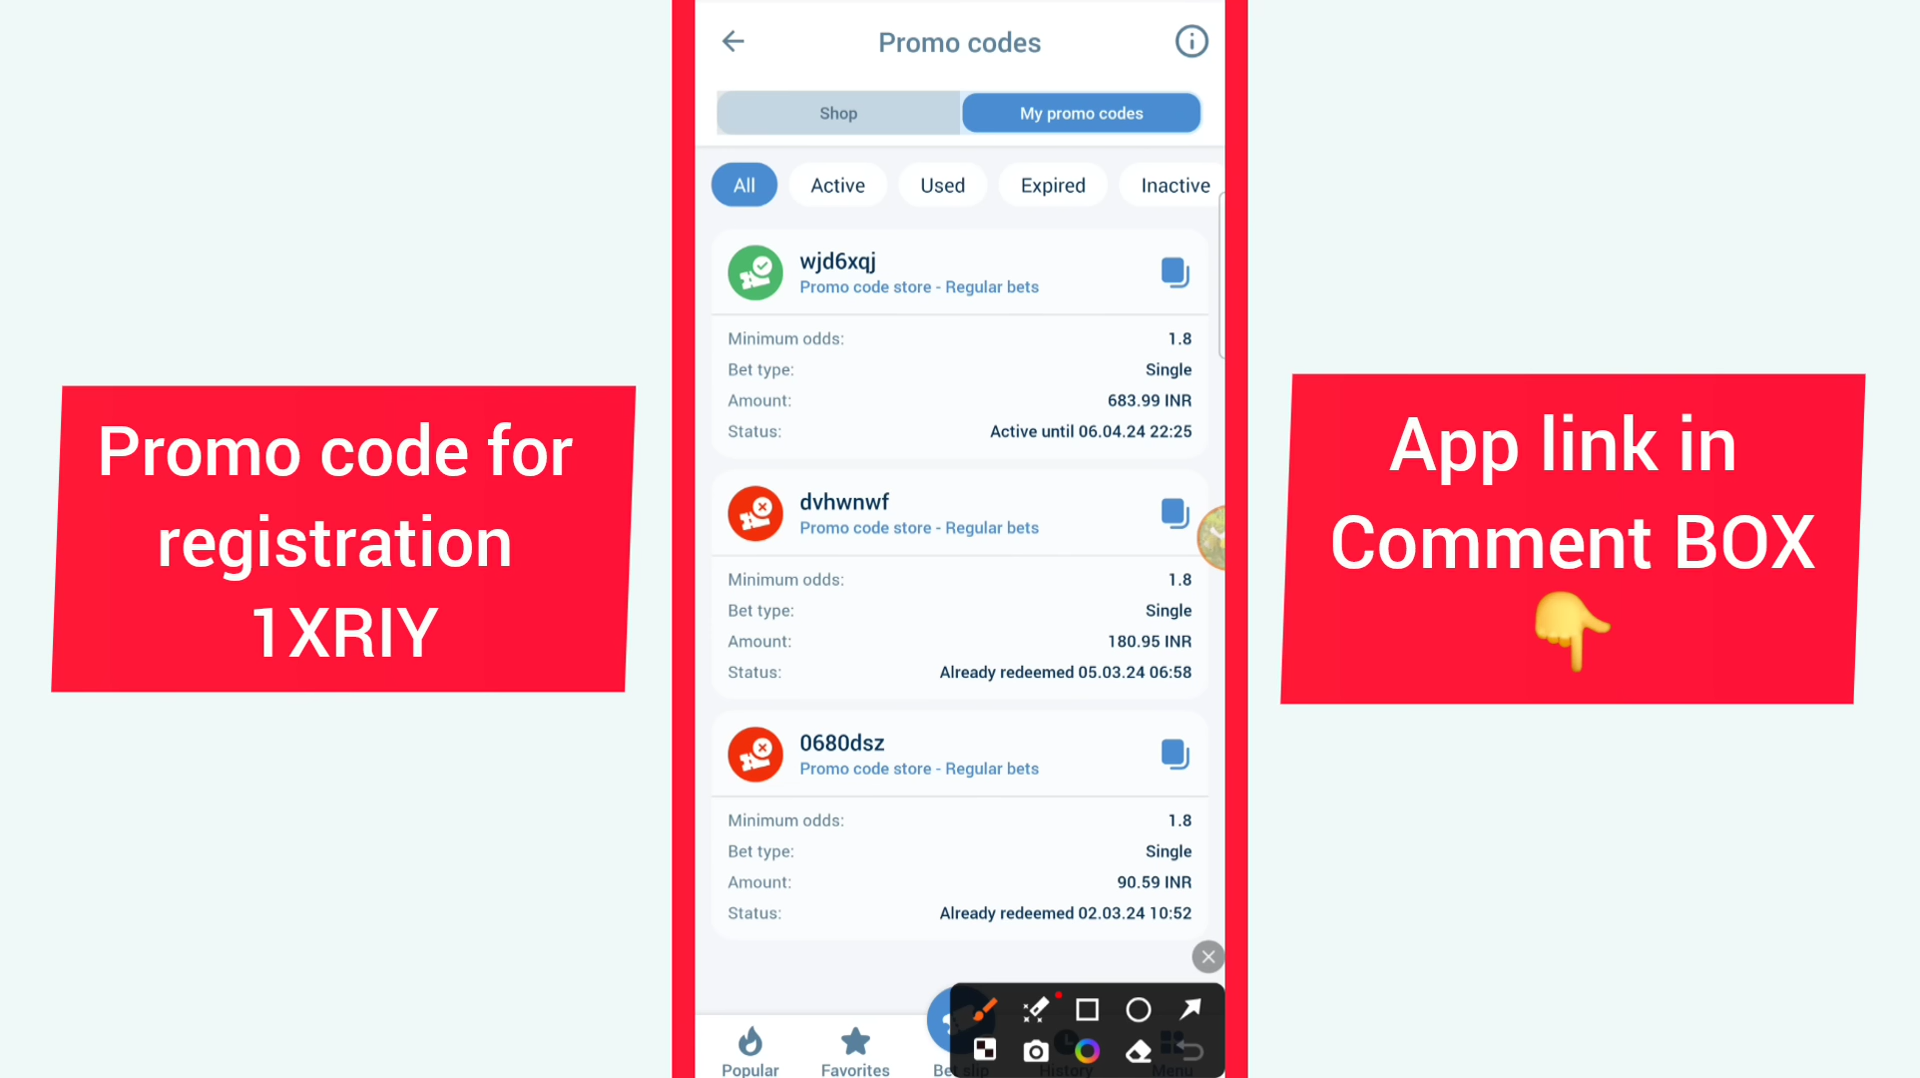 Promo codes
Shop
My promo codes
All
Active
Used
Expired
Inactive
wjd6xqj
Promo code store - Regular bets
Minimum odds: 1.8
Bet type: Single
Amount: 683.99 INR
Status: Active until 06.04.24 22:25
dvhwnwf
Promo code store - Regular bets
Minimum odds: 1.8
Bet type: Single
Amount: 180.95 INR
Status: Already redeemed 05.03.24 06:58
0680dsz
Promo code store - Regular bets
Minimum odds: 1.8
Bet type: Single
Amount: 90.59 INR
Status: Already redeemed 02.03.24 10:52
Popular
Favorites
Bet slip
History
Menu
Promo code for
registration
1XRIY
App link in
Comment BOX